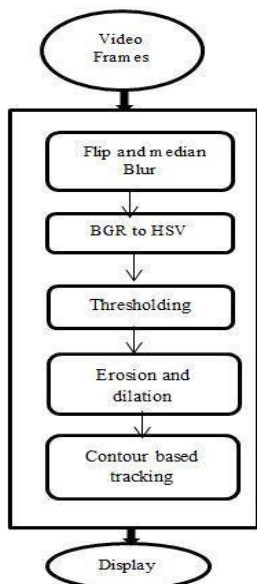 Video
Frames
Flip and median
Blur
BGR to HSV
Thresholding
Erosion and
dilation
Contour based
tracking
Display